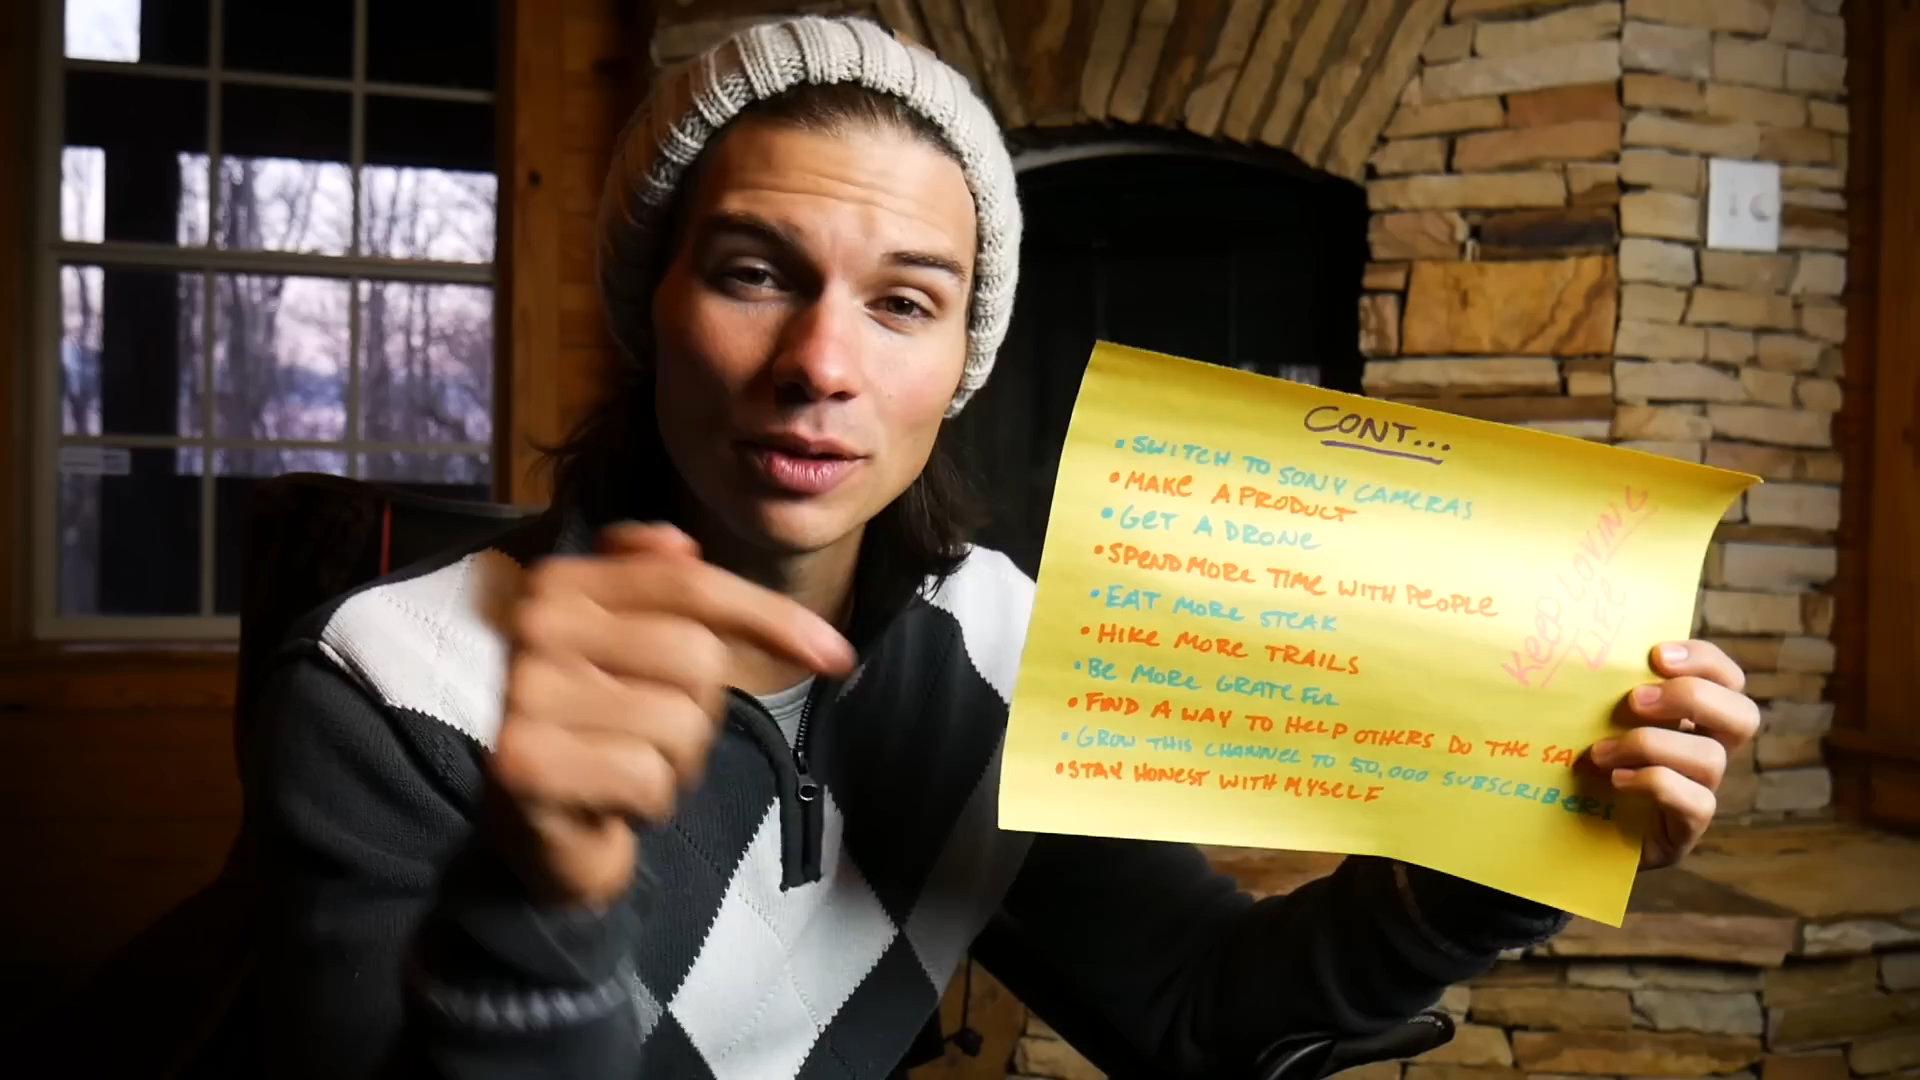 CONT...
• SWITCH TO SONY CAMERAS
• MAKE A PRODUCT
• GET A DRONE
• SPEND MORE TIME WITH PEOPLE
• EAT MORE STEAK
• HIKE MORE TRAILS
• BE MORE GRATEFUL
• FIND A WAY TO HELP OTHERS DO THE SA
• GROW THIS CHANNEL TO 50,000 SUBSCRIBERS
• STAY HONEST WITH MYSELF
KEEP LOVING
LIFE